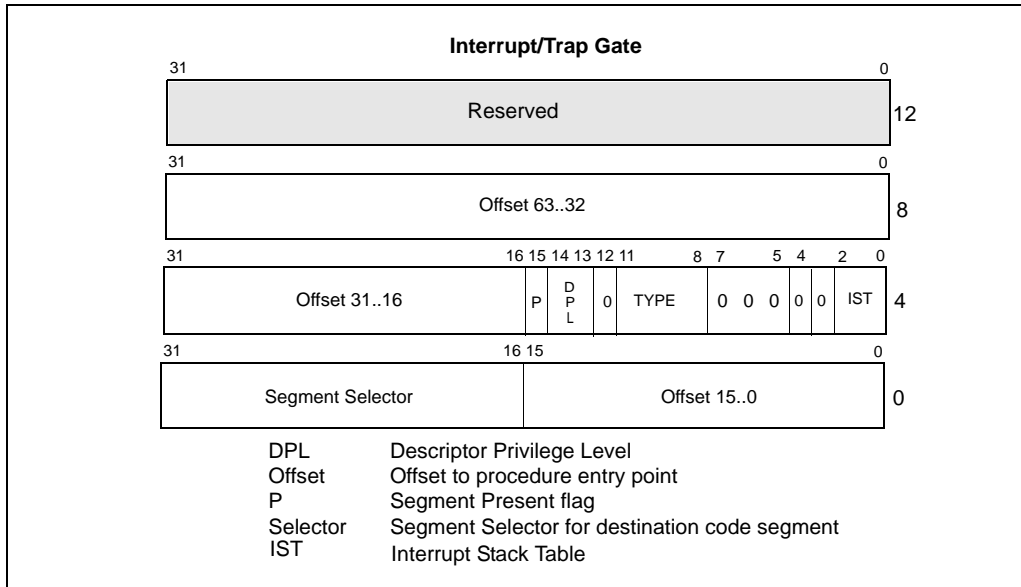 Interrupt/Trap Gate
31 0
Reserved 12
31 0
Offset 63..32 8
31 16 15 14 13 12 11 8 7 5 4 2 0
Offset 31..16 P D P L 0 TYPE 0 0 0 0 0 IST 4
31 16 15 0
Segment Selector Offset 15..0 0
DPL Descriptor Privilege Level
Offset Offset to procedure entry point
P Segment Present flag
Selector Segment Selector for destination code segment
IST Interrupt Stack Table